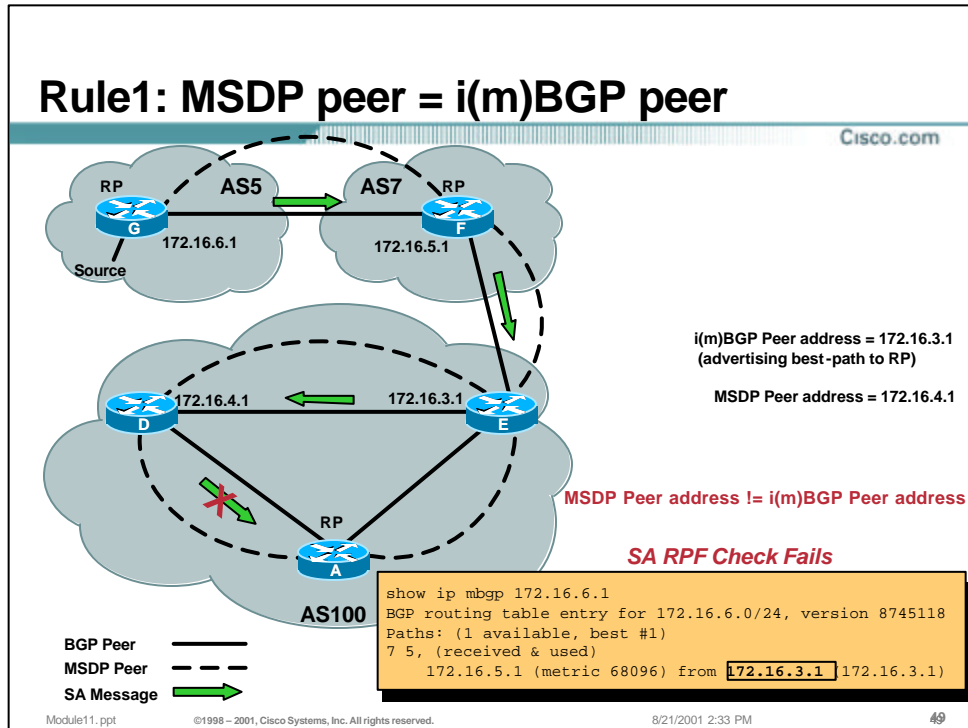 Rule1: MSDP peer = i(m)BGP peer
Cisco.com
RP
AS5
AS7
RP
G
F
172.16.6.1
172.16.5.1
Source
i(m)BGP Peer address = 172.16.3.1
(advertising best-path to RP)
MSDP Peer address = 172.16.4.1
172.16.4.1
172.16.3.1
D
E
MSDP Peer address != i(m)BGP Peer address
RP
SA RPF Check Fails
A
AS100
show ip mbgp 172.16.6.1
BGP routing table entry for 172.16.6.0/24, version 8745118
Paths: (1 available, best #1)
7 5, (received & used)
172.16.5.1 (metric 68096) from 172.16.3.1 (172.16.3.1)
BGP Peer
MSDP Peer
SA Message
Module11.ppt
©1998 – 2001, Cisco Systems, Inc. All rights reserved.
8/21/2001 2:33 PM